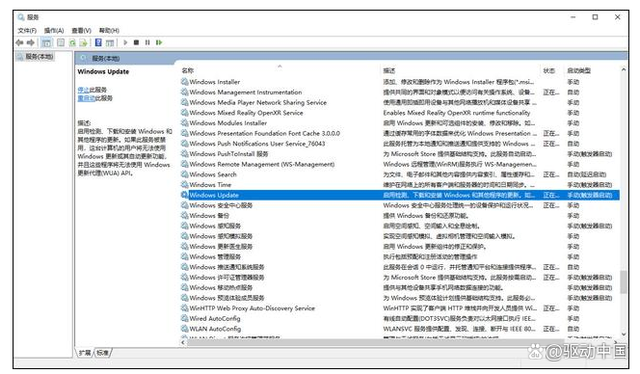 服务
文件(F) 操作(A) 查看(V) 帮助(H)
服务(本地)
服务(本地)
Windows Update
停止此服务
重启动此服务
描述:
启用检测、下载和安装 Windows 和其他程序的更新。如果此服务被禁用，这台计算机的用户将无法使用 Windows 更新或其自动更新功能，并且这些程序将无法使用 Windows 更新代理(WUA) API。
名称 描述 状态 启动类型
Windows Installer 添加、修改和删除作为 Windows Installer 程序包(*.msi... 手动
Windows Management Instrumentation 提供共同的界面和对象模式以便访问有关操作系统、设备... 正在... 自动
Windows Media Player Network Sharing Service 使用通用即插即用设备与其他网络播放机和媒体设备共享... 手动
Windows Mixed Reality OpenXR Service Enables Mixed Reality OpenXR runtime functionality 手动
Windows Modules Installer 启用 Windows 更新和可选组件的安装、修改和移除。如... 手动
Windows Presentation Foundation Font Cache 3.0.0.0 通过缓存常用的字体数据来优化 Windows Presentation ... 正在... 手动
Windows Push Notifications User Service_76043 此服务托管为本地通知和推送通知提供支持的 Windows ... 正在... 自动
Windows PushToInstall 服务 为 Microsoft Store 提供基础结构支持。此服务自动启动... 手动(触发器启动)
Windows Remote Management (WS-Management) Windows 远程管理(WinRM)服务执行 WS-Managemen... 手动
Windows Search 为文件、电子邮件和其他内容提供内容索引、属性缓存和... 正在... 自动(延迟启动)
Windows Time 维护在网络上的所有客户端和服务器的时间和日期同步。... 手动(触发器启动)
Windows Update 启用检测、下载和安装 Windows 和其他程序的更新。如... 正在... 手动(触发器启动)
Windows 安全中心服务 Windows 安全中心服务处理统一的设备保护和运行状况... 正在... 手动
Windows 备份 提供 Windows 备份和还原功能。 手动
Windows 感知服务 启用空间感知、空间输入和全息绘制。 手动(触发器启动)
Windows 感知模拟服务 实现空间感知模拟、虚拟相机管理和空间输入模拟。 手动
Windows 更新医生服务 启用 Windows 更新组件的修正和保护。 手动
Windows 管理服务 执行包括预配和注册活动的管理操作 手动
Windows 推送通知系统服务 此服务在会话 0 中运行，并托管通知平台和连接提供程序... 正在... 自动
Windows 许可证管理器服务 为 Microsoft Store 提供基础结构支持。此服务按需启动... 正在... 手动(触发器启动)
Windows 移动热点服务 提供与其他设备共享手机网络数据连接的功能。 手动(触发器启动)
Windows 预览体验成员服务 为 Windows 预览体验计划提供基础结构支持。此服务必... 手动(触发器启动)
WinHTTP Web Proxy Auto-Discovery Service WinHTTP 实现了客户端 HTTP 堆栈并向开发人员提供 W... 正在... 手动
Wired AutoConfig 有线自动配置(DOT3SVC)服务负责对以太网接口执行 IEE... 手动
WLAN AutoConfig WLANSVC 服务提供配置、发现、连接、断开与 IEEE 80... 正在... 自动
扩展 标准
驱动中国